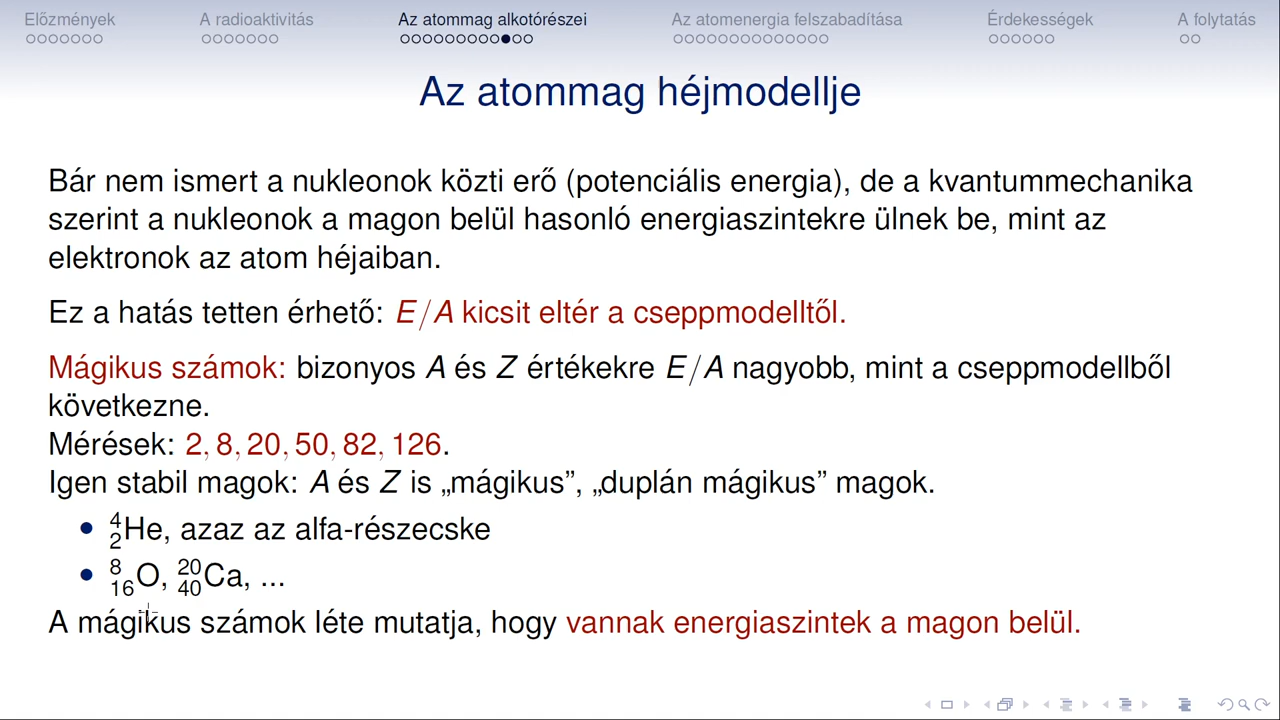 Előzmények A radioaktivitás Az atommag alkotórészei Az atomenergia felszabadítása Érdekességek A folytatás
Az atommag héjmodellje
Bár nem ismert a nukleonok közti erő (potenciális energia), de a kvantummechanika
szerint a nukleonok a magon belül hasonló energiaszintekre ülnek be, mint az
elektronok az atom héjaiban.
Ez a hatás tetten érhető: E/A kicsit eltér a cseppmodelltől.
Mágikus számok: bizonyos A és Z értékekre E/A nagyobb, mint a cseppmodellből
következne.
Mérések: 2, 8, 20, 50, 82, 126.
Igen stabil magok: A és Z is „mágikus”, „duplán mágikus” magok.
• ⁴₂He, azaz az alfa-részecske
• ⁸₁₆O, ²⁰₄₀Ca, ...
A mágikus számok léte mutatja, hogy vannak energiaszintek a magon belül.